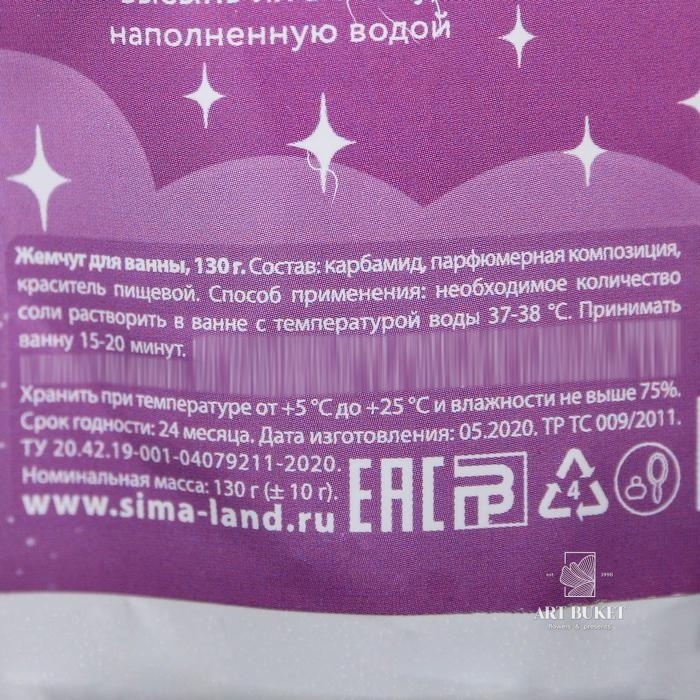 наполненную водой
Жемчуг для ванны, 130 г. Состав: карбамид, парфюмерная композиция,
краситель пищевой. Способ применения: необходимое количество
соли растворить в ванне с температурой воды 37-38 °С. Принимать
ванну 15-20 минут.
Хранить при температуре от +5 °С до +25 °С и влажности не выше 75%.
Срок годности: 24 месяца. Дата изготовления: 05.2020. ТР ТС 009/2011.
ТУ 20.42.19-001-04079211-2020.
Номинальная масса: 130 г (± 10 г).
www.sima-land.ru
ЕАС
4
ART BUKET
flowers & presents